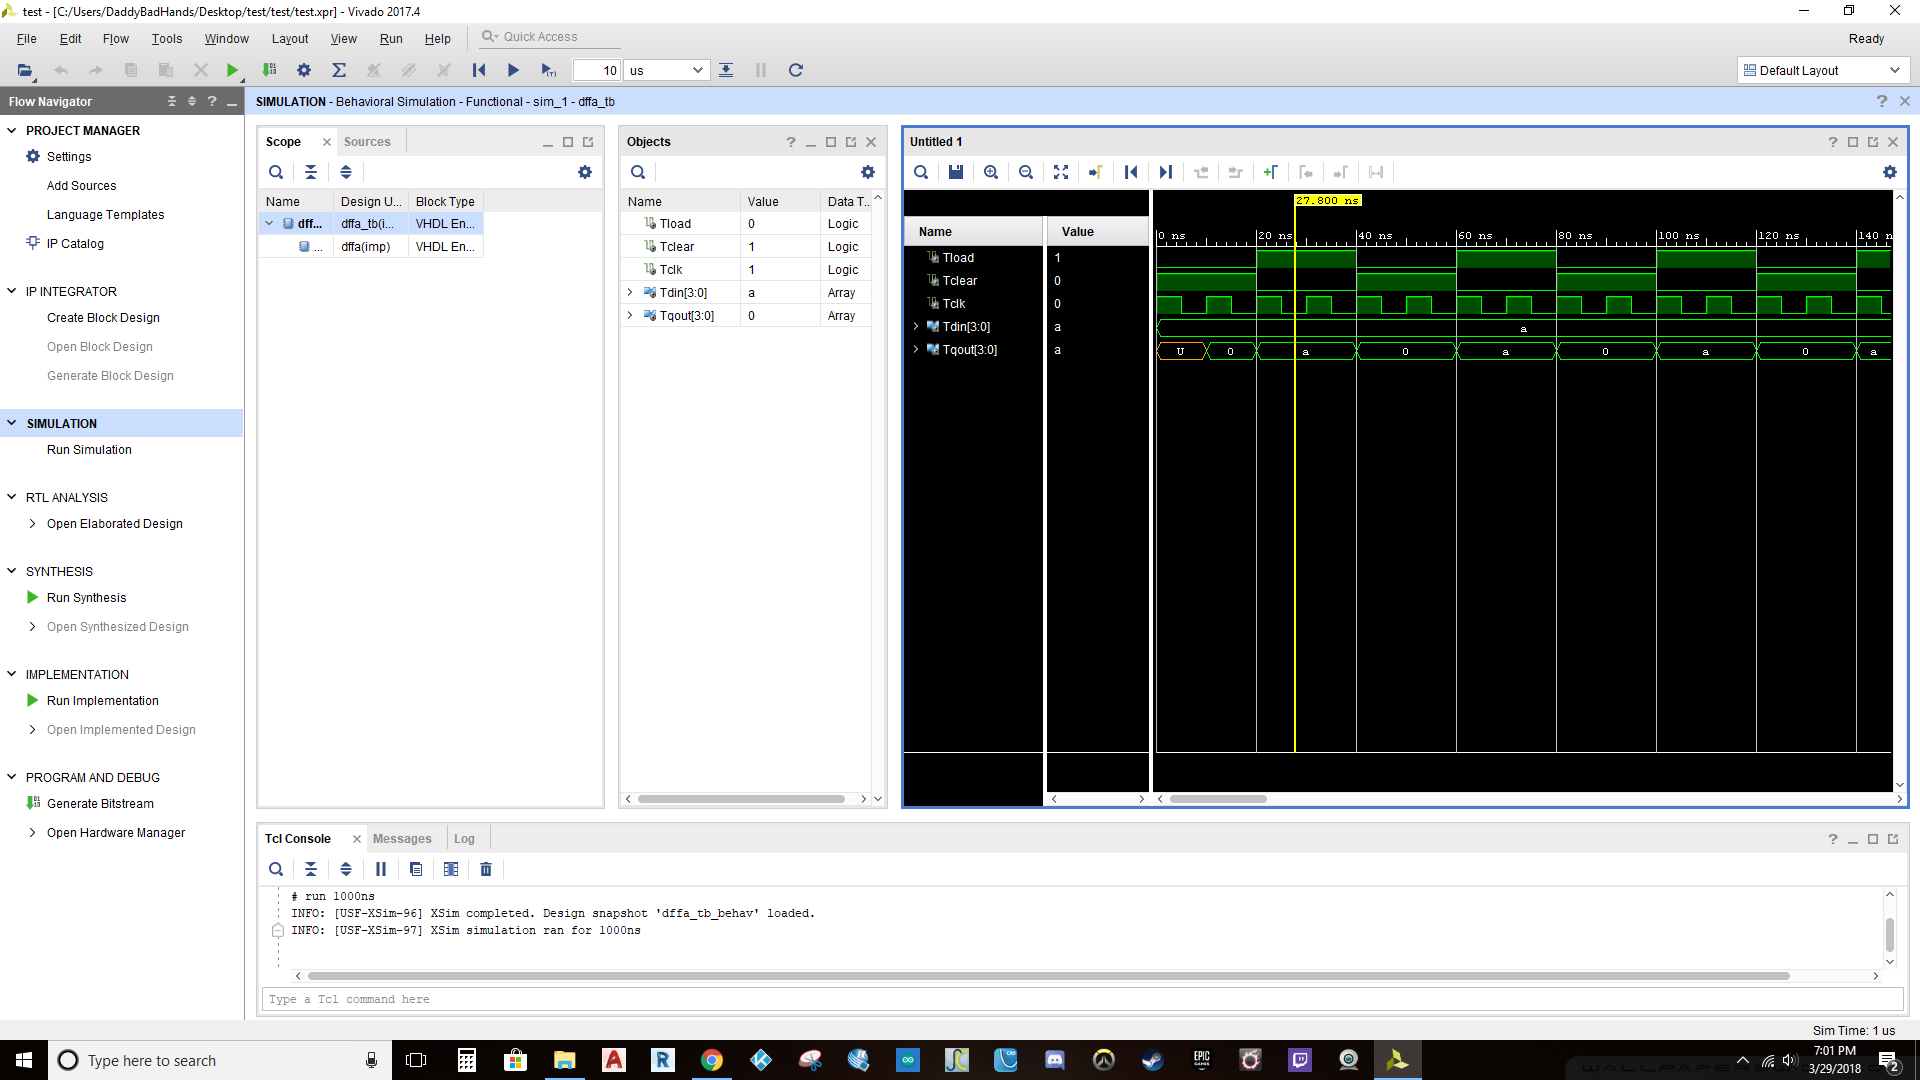 test - [C:/Users/DaddyBadHands/Desktop/test/test/test.xpr] - Vivado 2017.4
File Edit Flow Tools Window Layout View Run Help Quick Access Ready
10 us Default Layout
Flow Navigator
SIMULATION - Behavioral Simulation - Functional - sim_1 - dffa_tb
PROJECT MANAGER
Settings
Add Sources
Language Templates
IP Catalog
IP INTEGRATOR
Create Block Design
Open Block Design
Generate Block Design
SIMULATION
Run Simulation
RTL ANALYSIS
Open Elaborated Design
SYNTHESIS
Run Synthesis
Open Synthesized Design
IMPLEMENTATION
Run Implementation
Open Implemented Design
PROGRAM AND DEBUG
Generate Bitstream
Open Hardware Manager
Scope Sources
Name Design U... Block Type
dff... dffa_tb(i... VHDL En...
... dffa(imp) VHDL En...
Objects
Name Value Data T...
Tload 0 Logic
Tclear 1 Logic
Tclk 1 Logic
Tdin[3:0] a Array
Tqout[3:0] 0 Array
Untitled 1
27.800 ns
Name Value
0 ns 20 ns 40 ns 60 ns 80 ns 100 ns 120 ns 140 n
Tload 1
Tclear 0
Tclk 0
Tdin[3:0] a a
Tqout[3:0] a U 0 a 0 a 0 a 0 a
Tcl Console Messages Log
# run 1000ns
INFO: [USF-XSim-96] XSim completed. Design snapshot 'dffa_tb_behav' loaded.
INFO: [USF-XSim-97] XSim simulation ran for 1000ns
Type a Tcl command here
Sim Time: 1 us
Type here to search
EPIC
GAMES
7:01 PM
3/29/2018
2